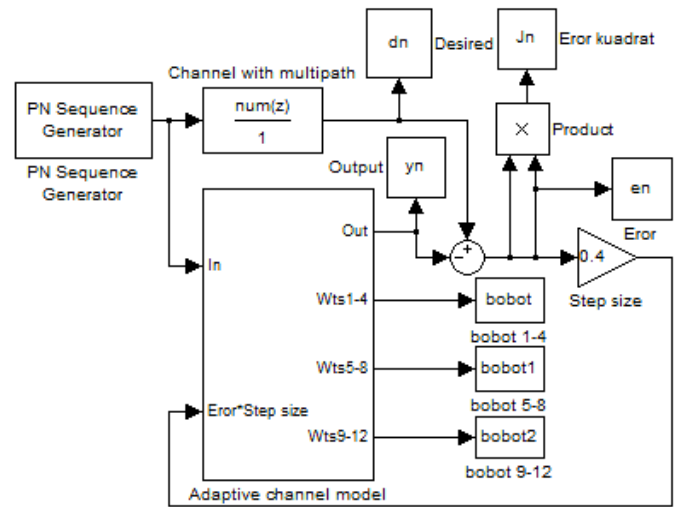 dn
Desired
Jn
Eror kuadrat
Channel with multipath
PN Sequence
Generator
PN Sequence
Generator
num(z)
1
×
Product
Output
yn
en
Eror
Out
+
−
0.4
Step size
In
Wts1-4
bobot
bobot 1-4
Wts5-8
bobot1
bobot 5-8
Eror*Step size
Wts9-12
bobot2
bobot 9-12
Adaptive channel model